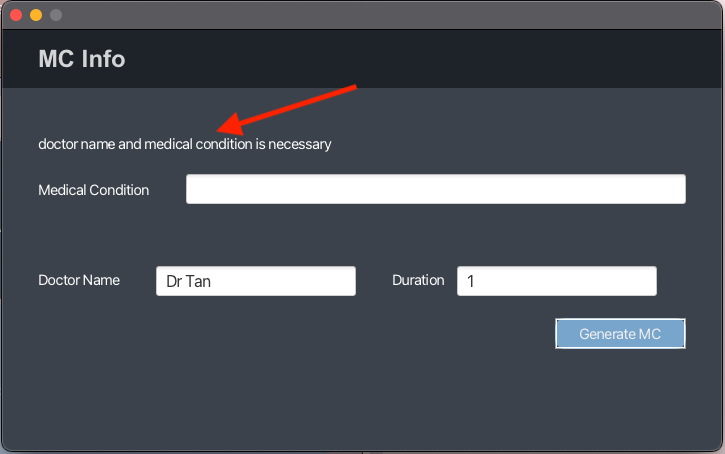 MC Info
doctor name and medical condition is necessary
Medical Condition
Doctor Name Dr Tan Duration 1
Generate MC